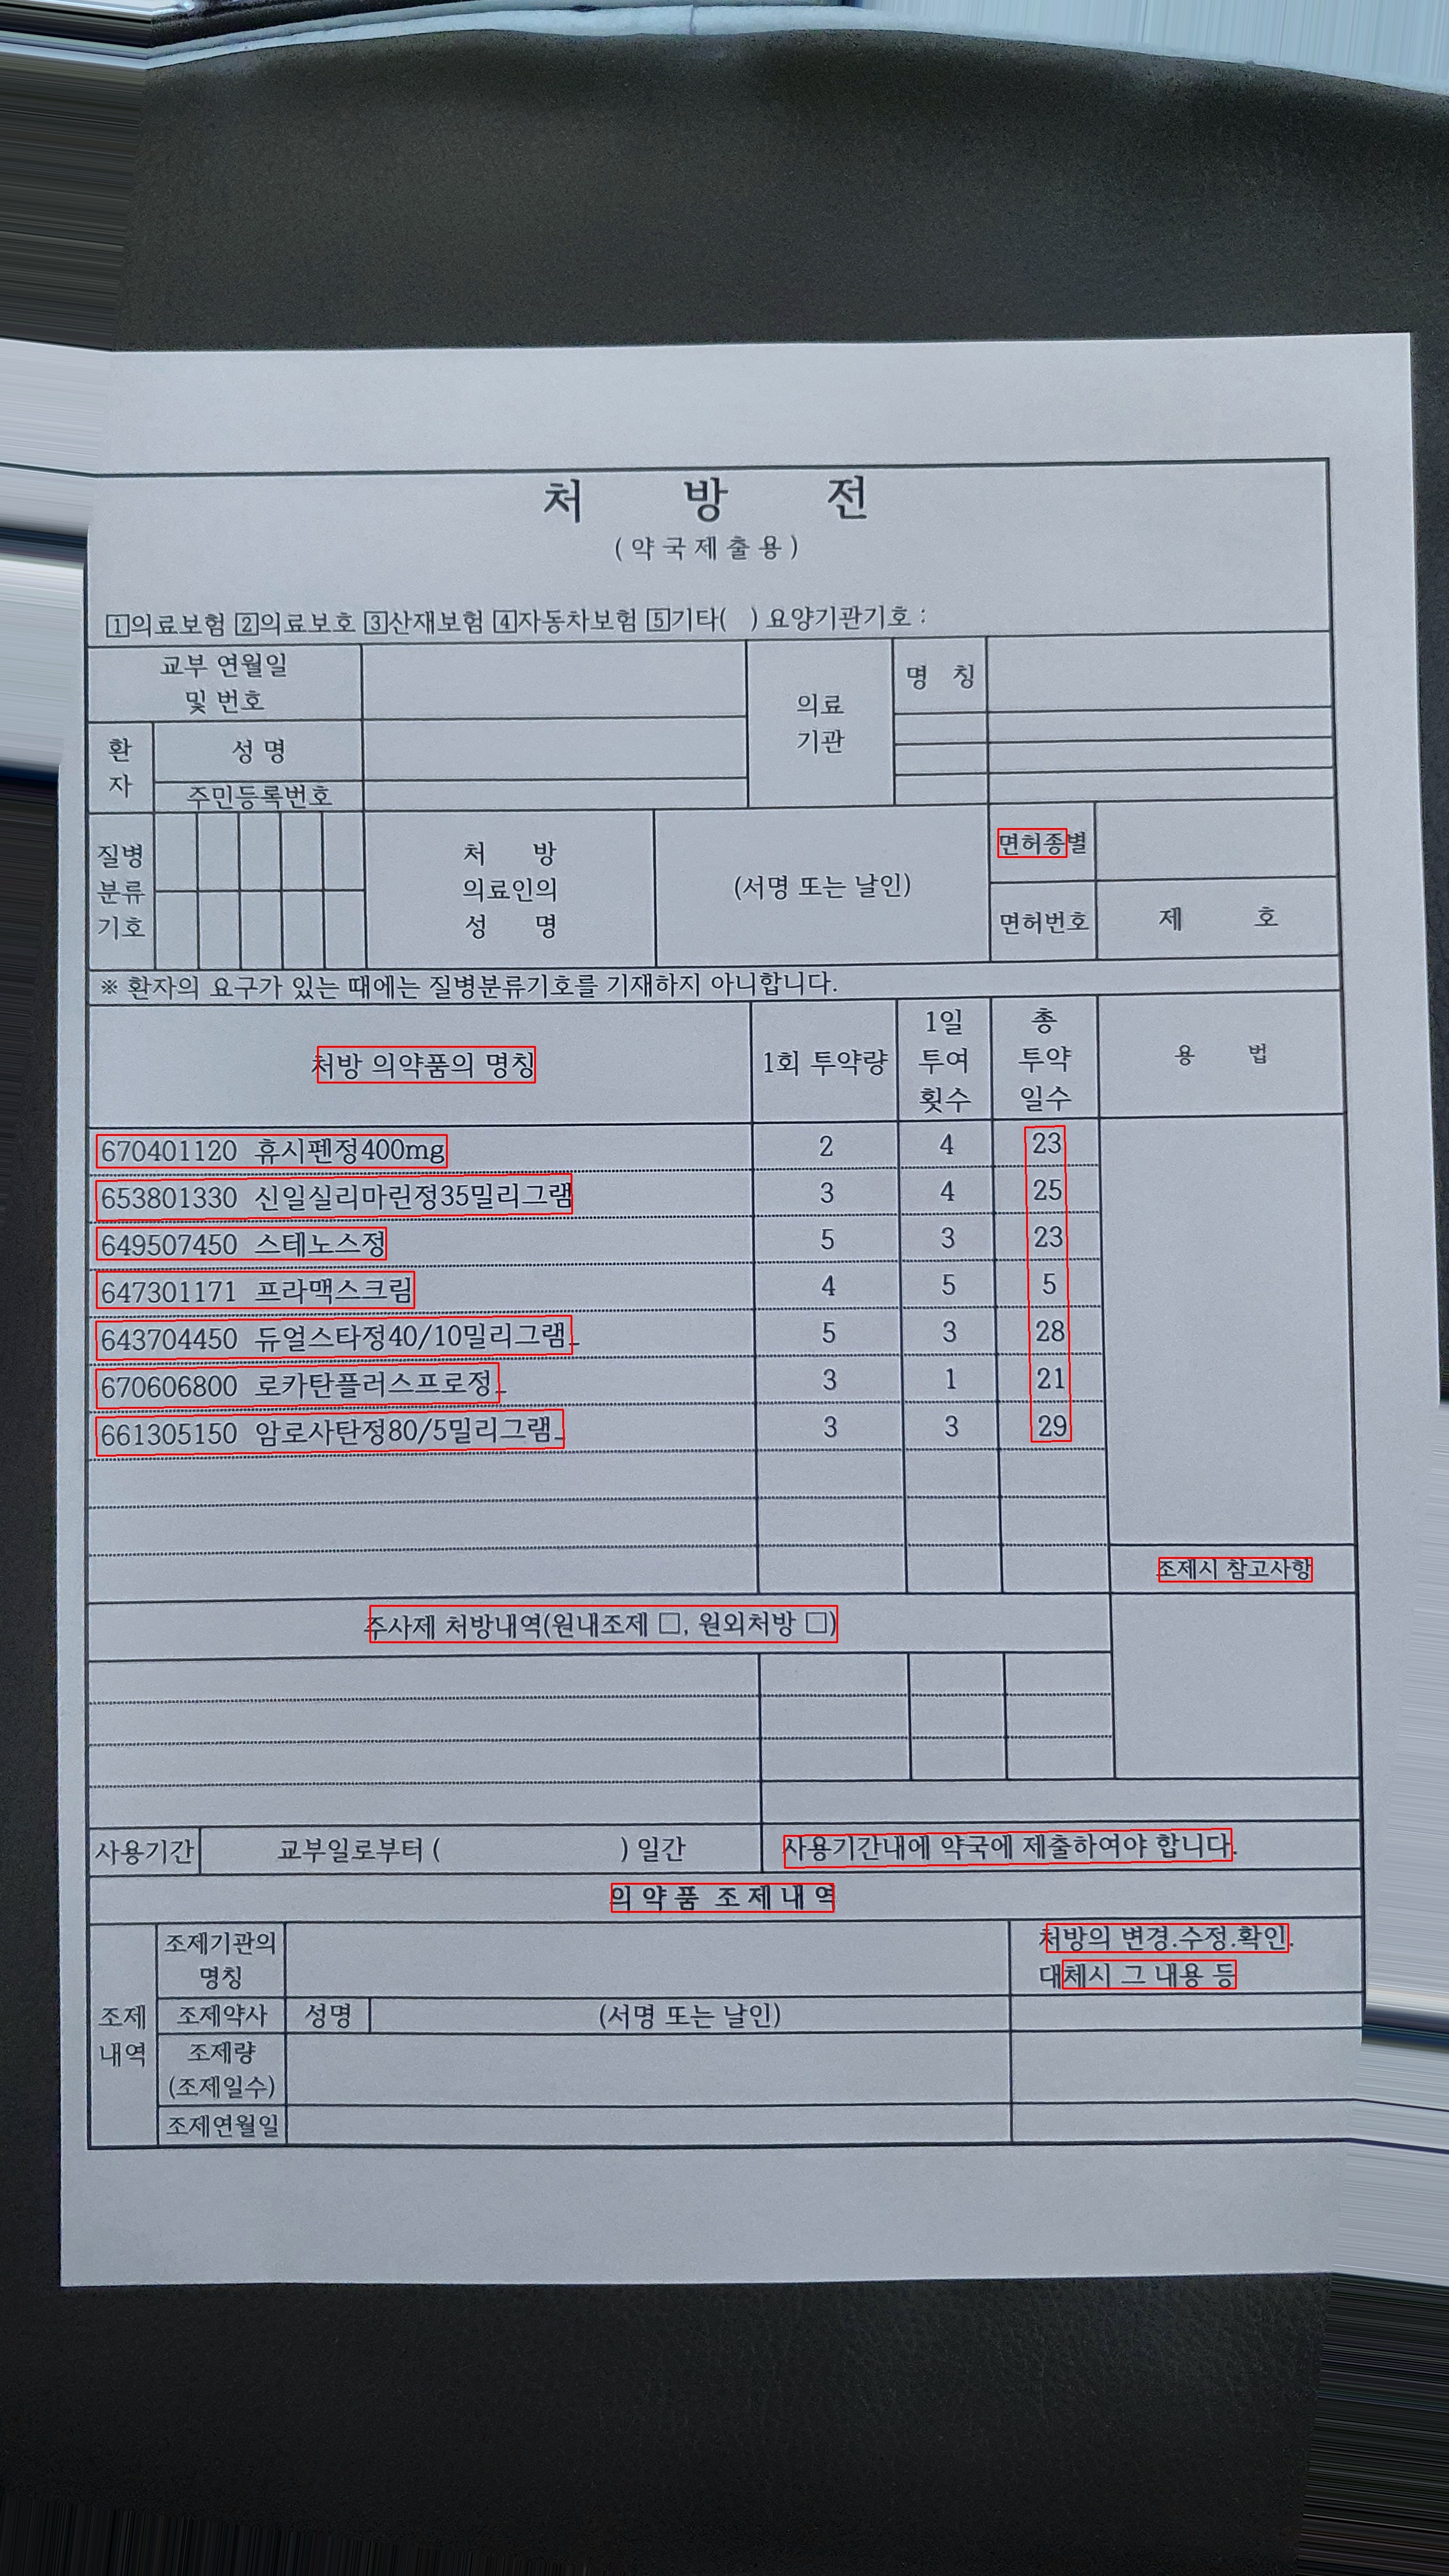 처 방 전
(약국제출용)
1의료보험 2의료보호 3산재보험 4자동차보험 5기타( ) 요양기관기호 :
교부 연월일
및 번호
의료
기관
명 칭
환
자
성 명
주민등록번호
질병
분류
기호
처 방
의료인의
성 명
(서명 또는 날인)
면허종별
면허번호
제 호
※ 환자의 요구가 있는 때에는 질병분류기호를 기재하지 아니합니다.
처방 의약품의 명칭
1회 투약량
1일
투여
횟수
총
투약
일수
용 법
670401120 휴시펜정400mg 2 4 23
653801330 신일실리마린정35밀리그램 3 4 25
649507450 스테노스정 5 3 23
647301171 프라맥스크림 4 5 5
643704450 듀얼스타정40/10밀리그램_ 5 3 28
670606800 로카탄플러스프로정_ 3 1 21
661305150 암로사탄정80/5밀리그램_ 3 3 29
조제시 참고사항
주사제 처방내역(원내조제 □, 원외처방 □)
사용기간 교부일로부터 ( ) 일간 사용기간내에 약국에 제출하여야 합니다.
의 약 품 조 제 내 역
조제
내역
조제기관의
명칭
처방의 변경.수정.확인.
대체시 그 내용 등
조제약사 성명 (서명 또는 날인)
조제량
(조제일수)
조제연월일